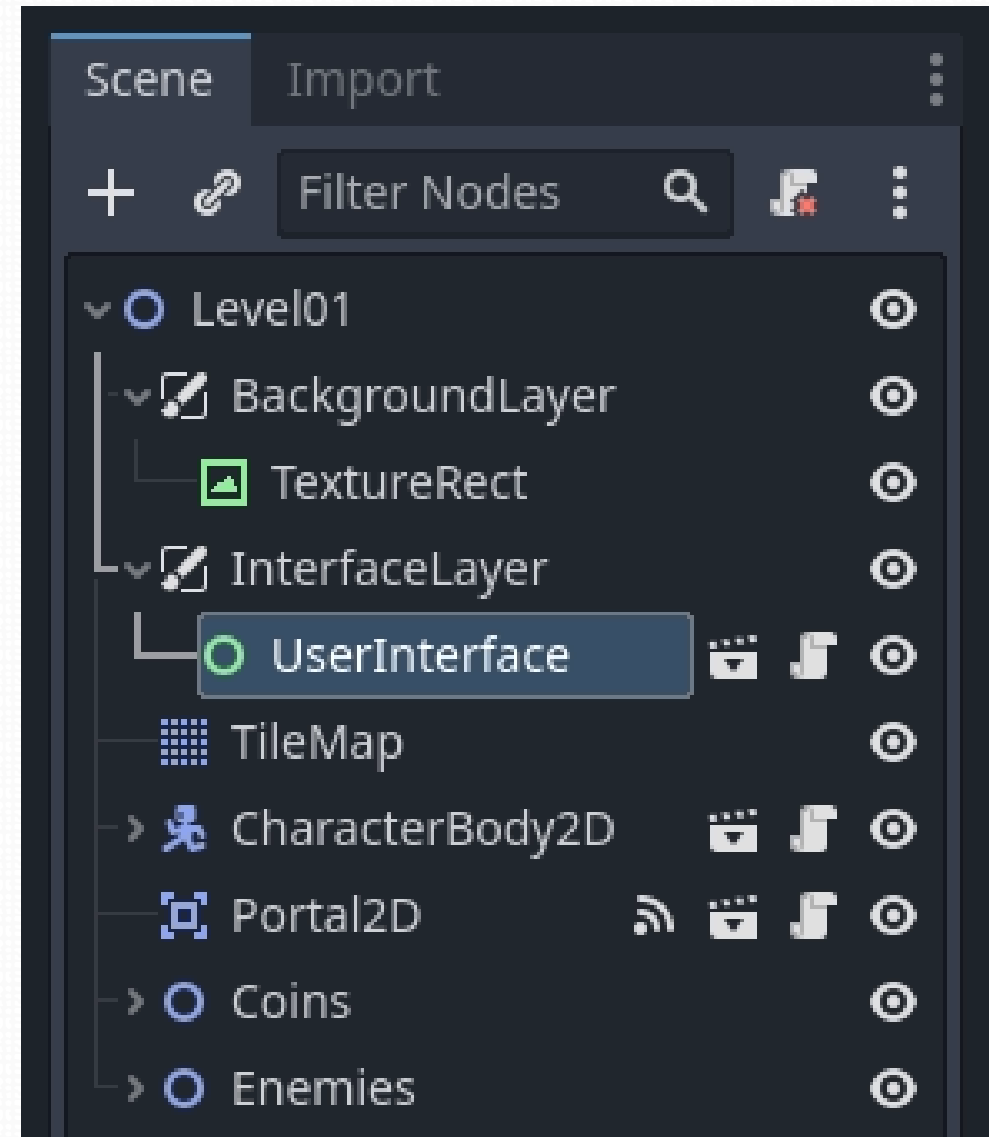 Scene Import
Filter Nodes
Level01
BackgroundLayer
TextureRect
InterfaceLayer
UserInterface
TileMap
CharacterBody2D
Portal2D
Coins
Enemies